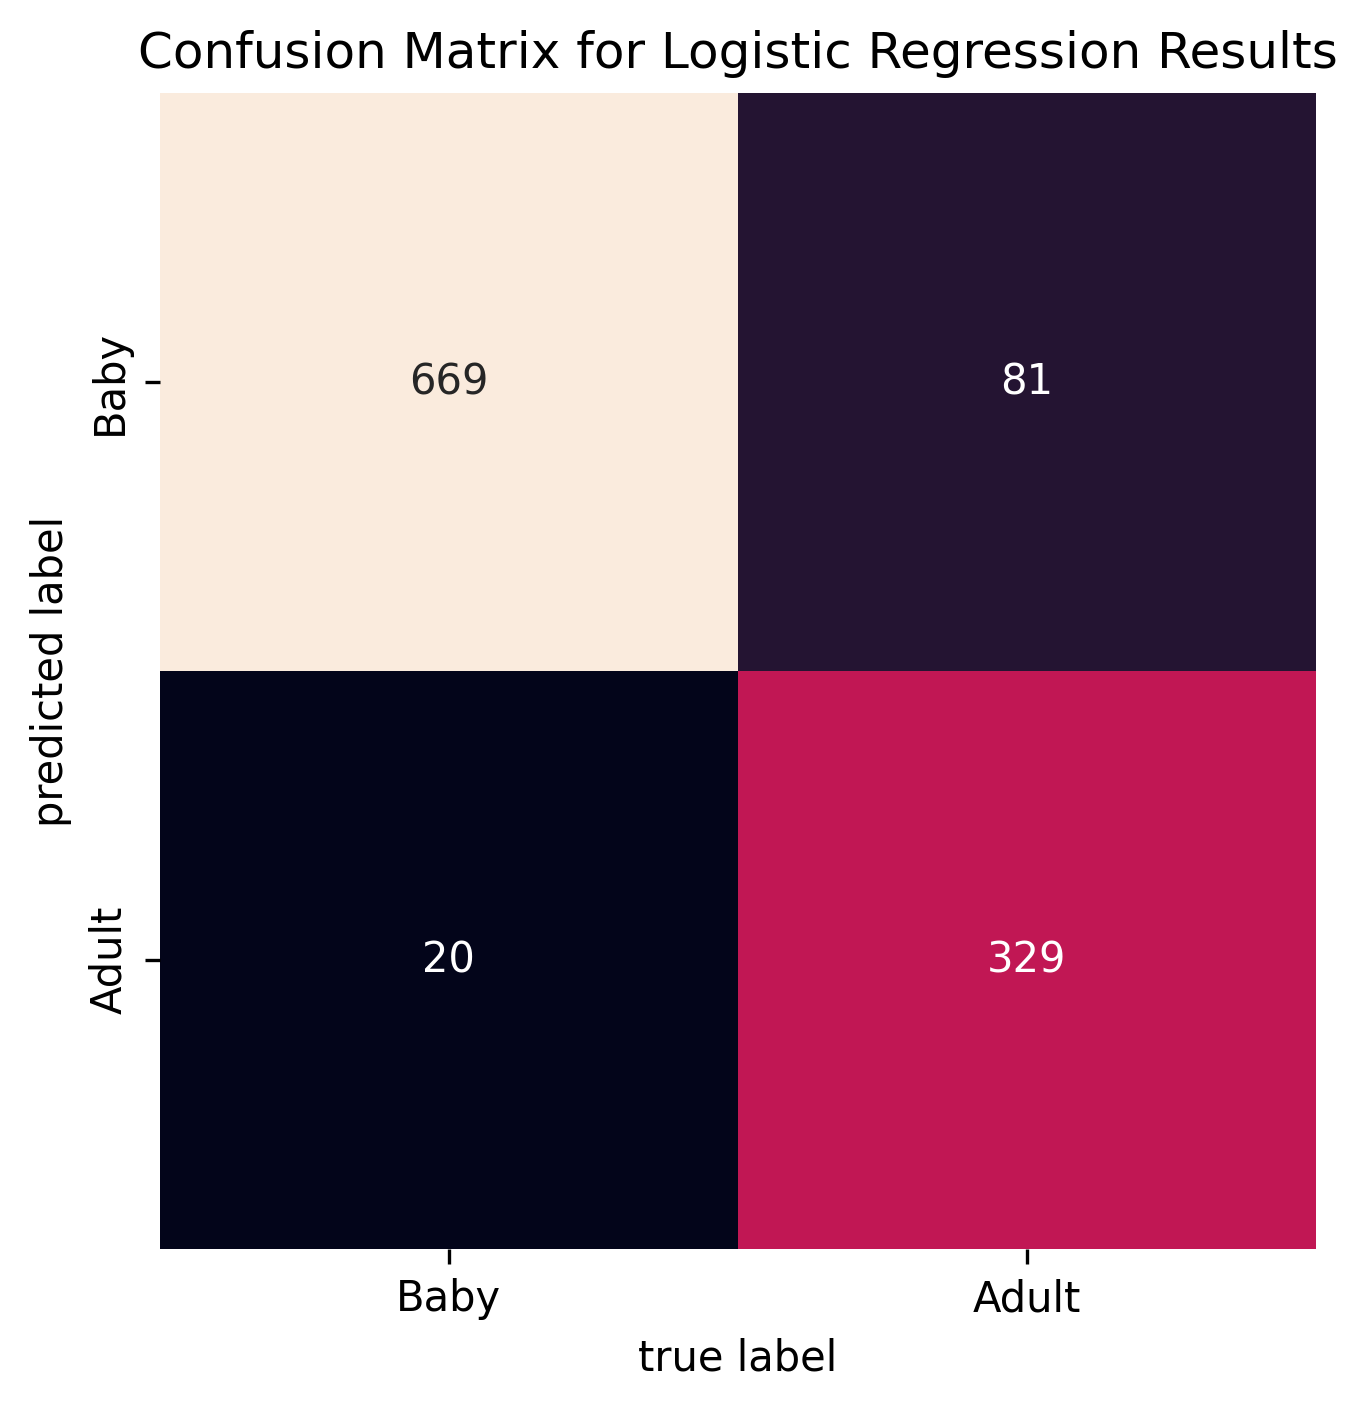 Confusion Matrix for Logistic Regression Results
predicted label
Baby
669
81
Adult
20
329
Baby
Adult
true label